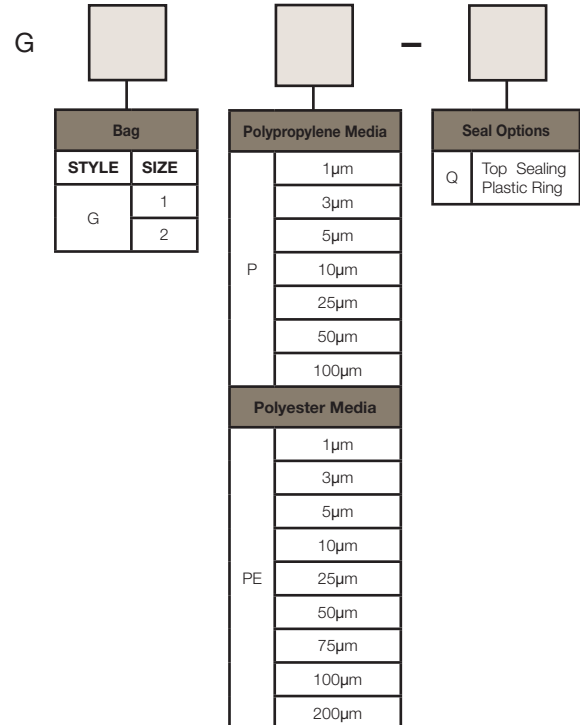 G
–
Bag
STYLE SIZE
G
1
2
Polypropylene Media
P
1µm
3µm
5µm
10µm
25µm
50µm
100µm
Polyester Media
PE
1µm
3µm
5µm
10µm
25µm
50µm
75µm
100µm
200µm
Seal Options
Q
Top Sealing
Plastic Ring